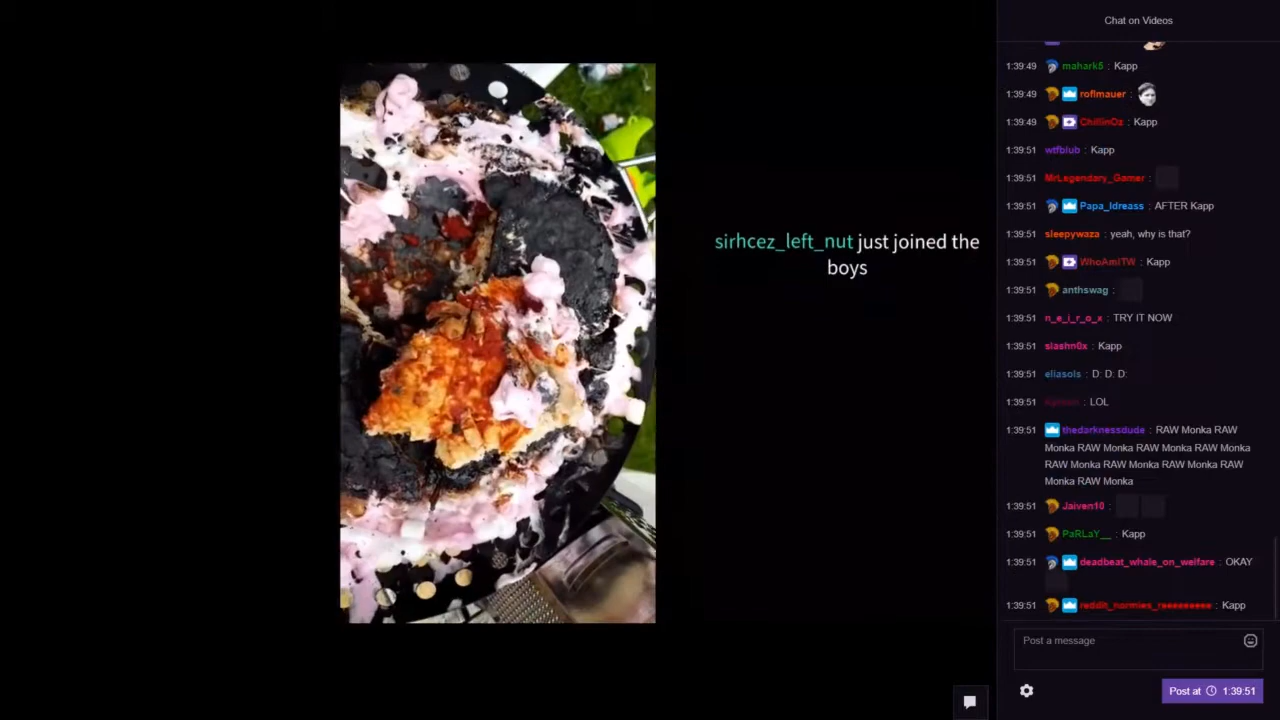 Chat on Videos
1:39:49 mahark5 : Kapp
1:39:49 roflmauer :
1:39:49 ChillinOz : Kapp
1:39:51 wtfblub : Kapp
1:39:51 MrLegendary_Gamer :
1:39:51 Papa_Idreass : AFTER Kapp
1:39:51 sleepywaza : yeah, why is that?
1:39:51 WhoAmITW : Kapp
1:39:51 anthswag :
1:39:51 n_e_i_r_o_x : TRY IT NOW
1:39:51 slashn0x : Kapp
1:39:51 eliasols : D: D: D:
1:39:51 : LOL
1:39:51 thedarknessdude : RAW Monka RAW
Monka RAW Monka RAW Monka RAW Monka
RAW Monka RAW Monka RAW Monka RAW
Monka RAW Monka
1:39:51 Jaiven10 :
1:39:51 PaRLaY__ : Kapp
1:39:51 deadbeat_whale_on_welfare : OKAY
1:39:51 reddit_normies_raeeeeeee : Kapp
Post a message
Post at 1:39:51
sirhcez_left_nut just joined the
boys